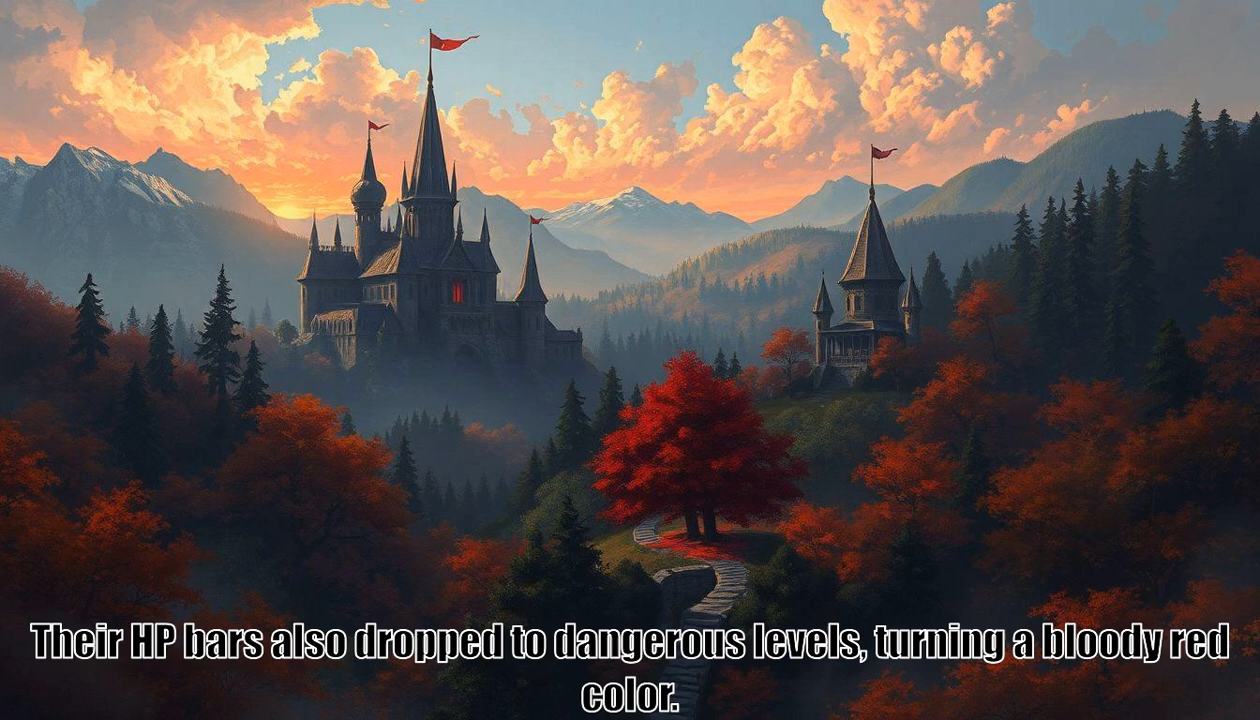 Their HP bars also dropped to dangerous levels, turning a bloody red
color.